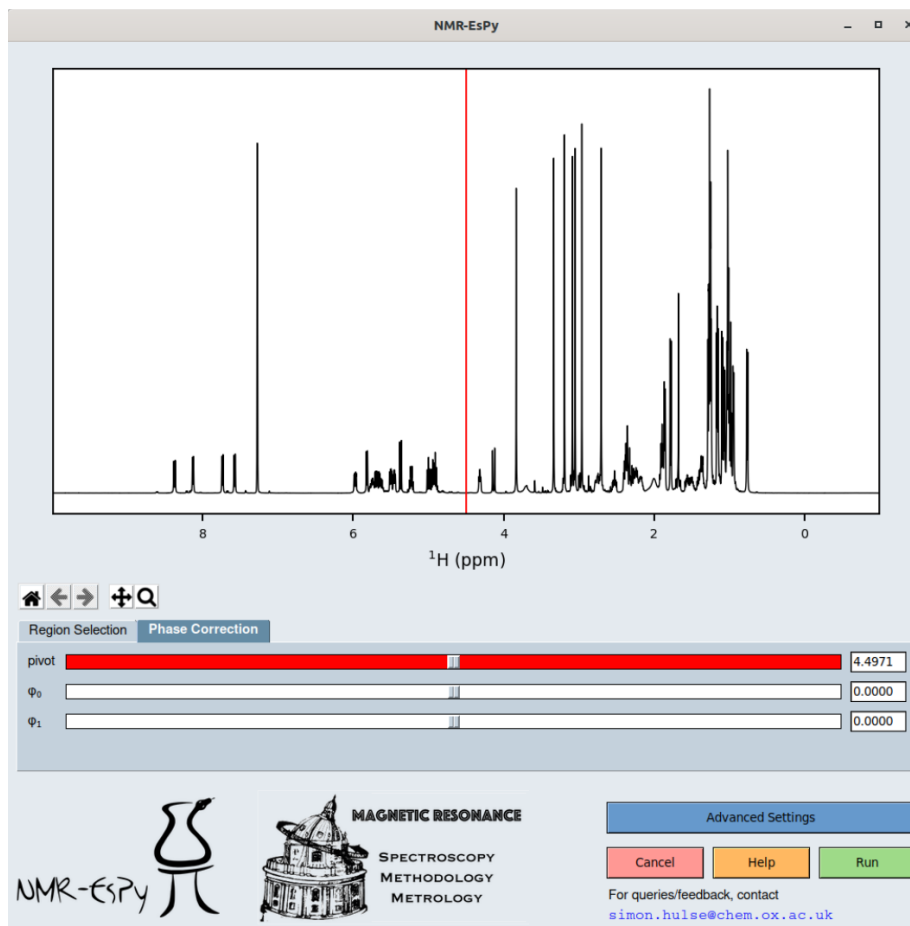 NMR-EsPy
8 6 4 2 0
¹H (ppm)
Region Selection Phase Correction
pivot 4.4971
φ₀ 0.0000
φ₁ 0.0000
NMR-EsPy
MAGNETIC RESONANCE
SPECTROSCOPY
METHODOLOGY
METROLOGY
Advanced Settings
Cancel Help Run
For queries/feedback, contact
simon.hulse@chem.ox.ac.uk